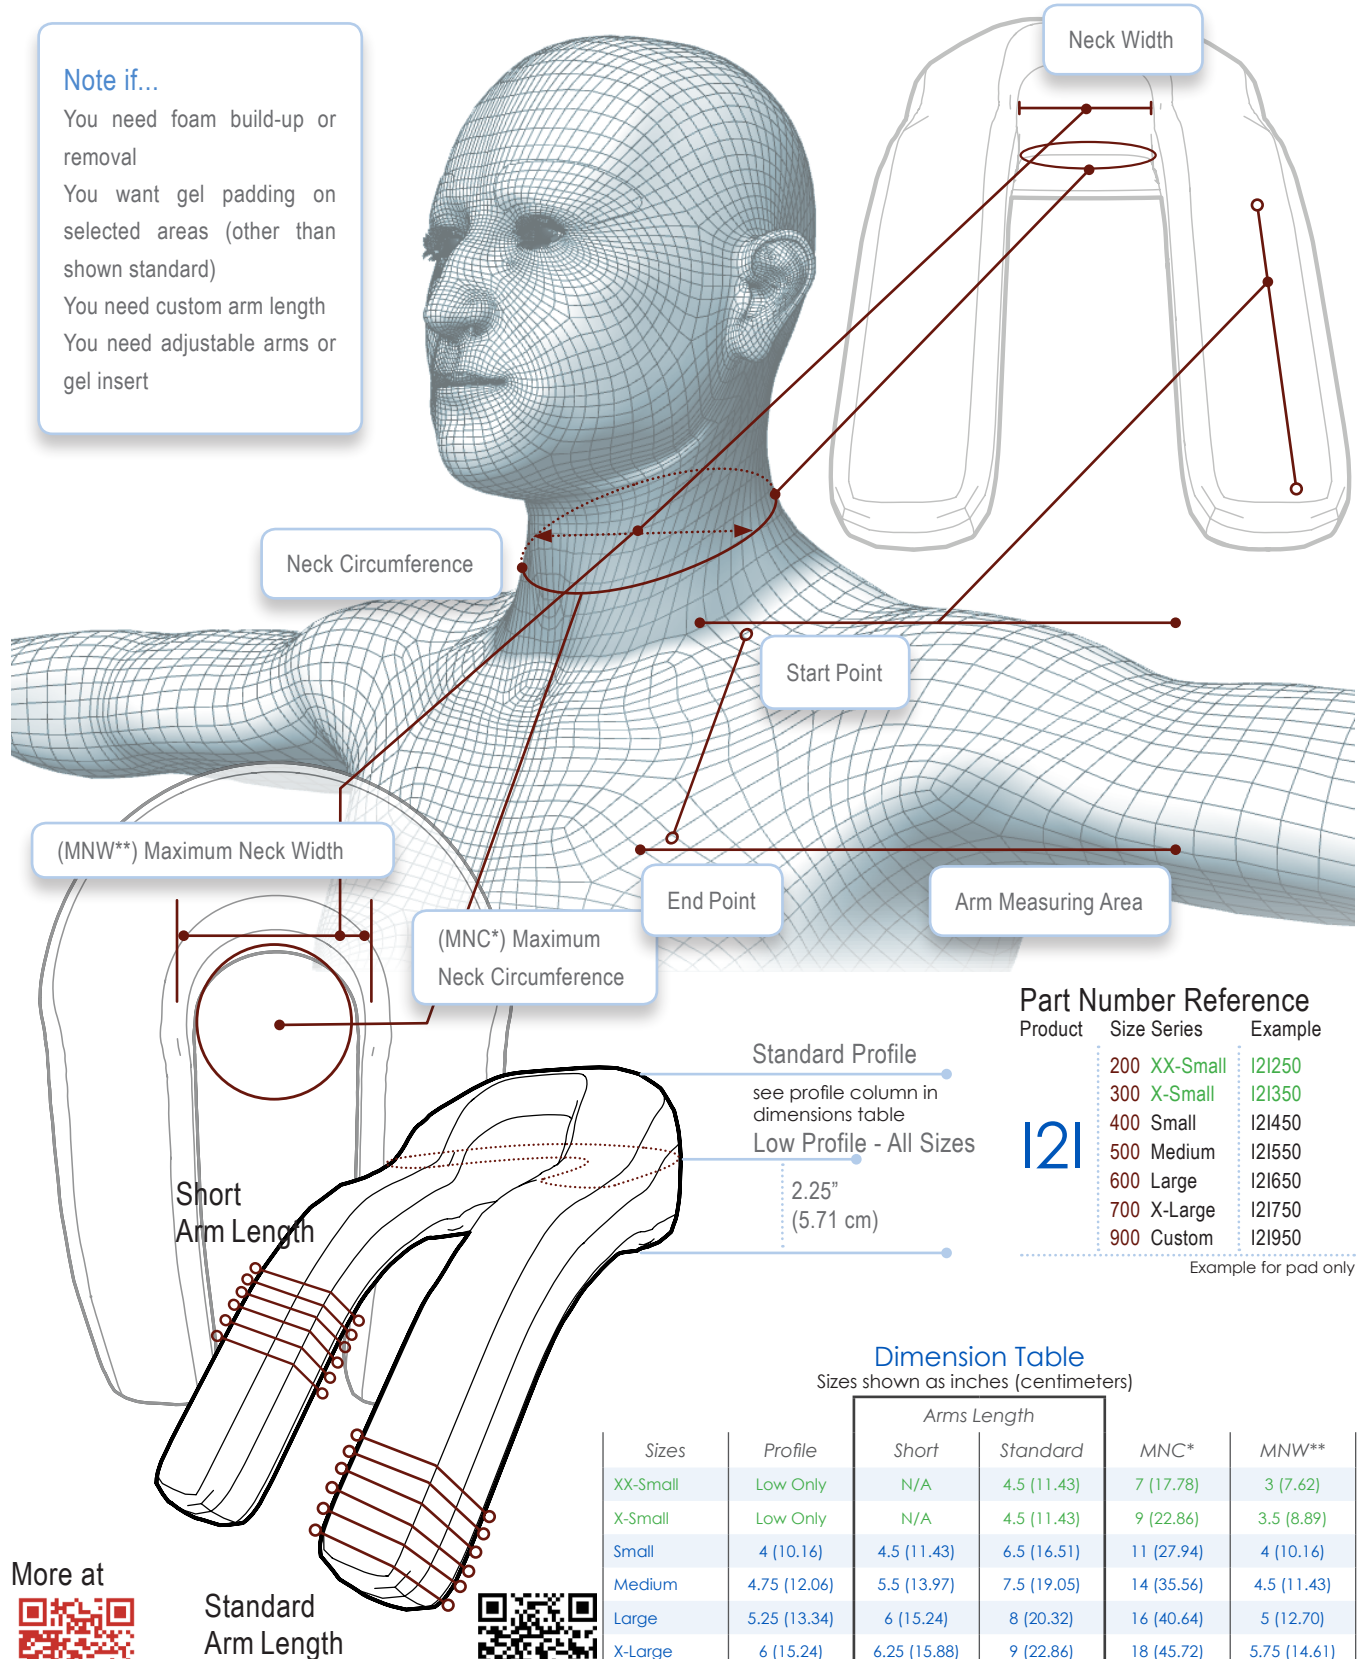 Neck Width
Note if...
You need foam build-up or
removal
You want gel padding on
selected areas (other than
shown standard)
You need custom arm length
You need adjustable arms or
gel insert
Neck Circumference
Start Point
(MNW**) Maximum Neck Width
End Point
Arm Measuring Area
(MNC*) Maximum
Neck Circumference
Part Number Reference
Product Size Series Example
200 XX-Small I2I250
300 X-Small I2I350
400 Small I2I450
I2I
500 Medium I2I550
600 Large I2I650
700 X-Large I2I750
900 Custom I2I950
Example for pad only
Standard Profile
see profile column in
dimensions table
Low Profile - All Sizes
2.25”
(5.71 cm)
Short
Arm Length
Dimension Table
Sizes shown as inches (centimeters)
Arms Length
Sizes Profile Short Standard MNC* MNW**
XX-Small Low Only N/A 4.5 (11.43) 7 (17.78) 3 (7.62)
X-Small Low Only N/A 4.5 (11.43) 9 (22.86) 3.5 (8.89)
Small 4 (10.16) 4.5 (11.43) 6.5 (16.51) 11 (27.94) 4 (10.16)
Medium 4.75 (12.06) 5.5 (13.97) 7.5 (19.05) 14 (35.56) 4.5 (11.43)
Large 5.25 (13.34) 6 (15.24) 8 (20.32) 16 (40.64) 5 (12.70)
X-Large 6 (15.24) 6.25 (15.88) 9 (22.86) 18 (45.72) 5.75 (14.61)
More at
Standard
Arm Length